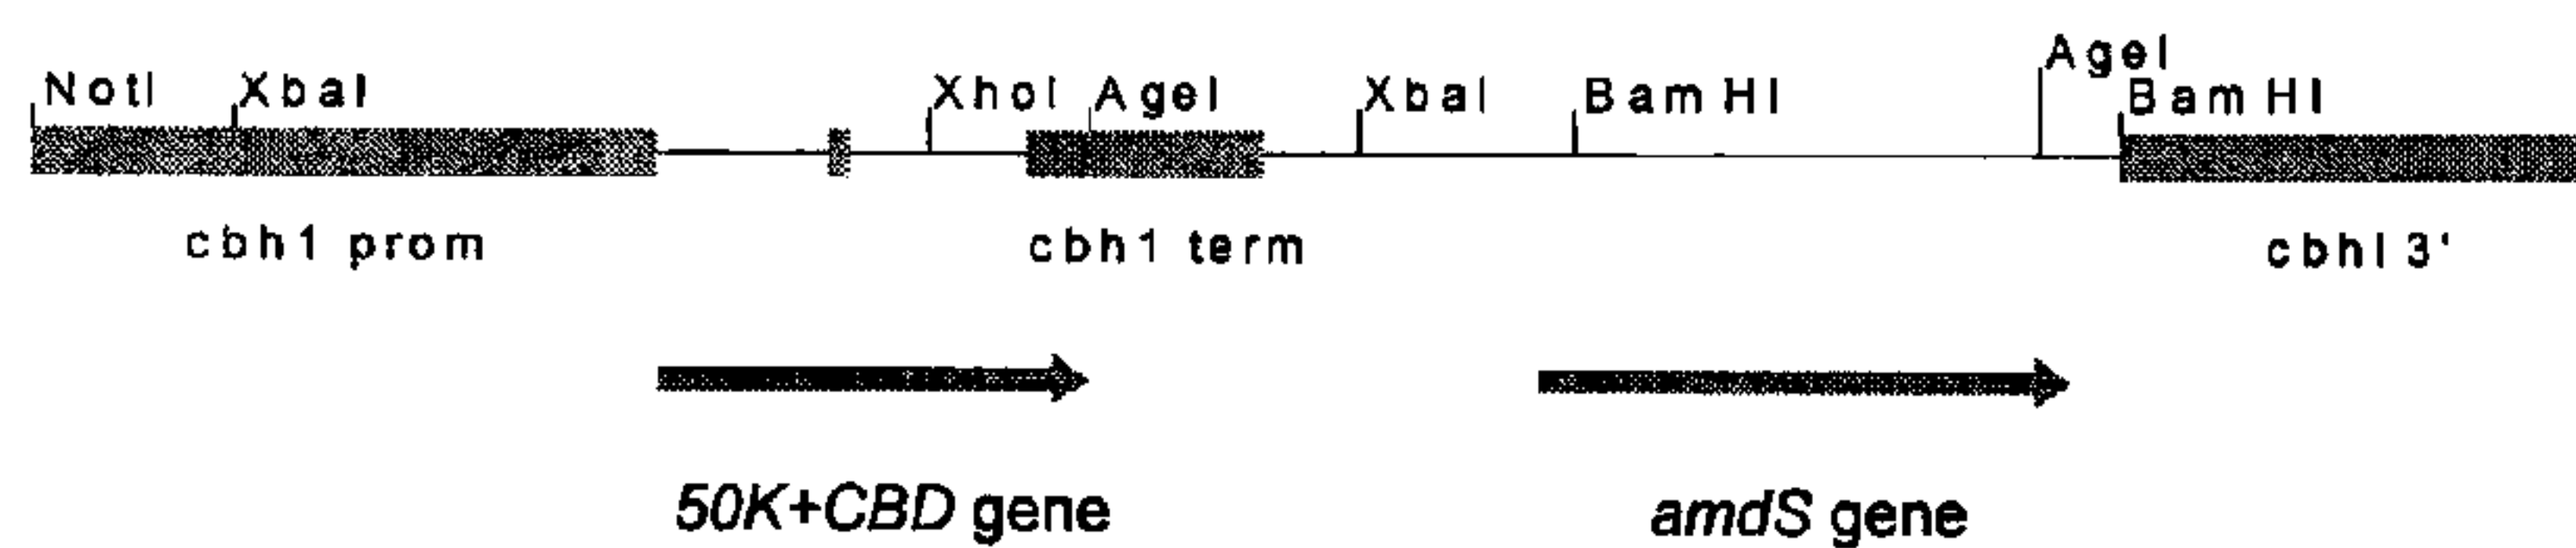 NotI XbaI XhoI AgeI XbaI BamHI AgeI
BamHI
cbh1 prom cbh1 term cbhI 3'
50K+CBD gene amdS gene